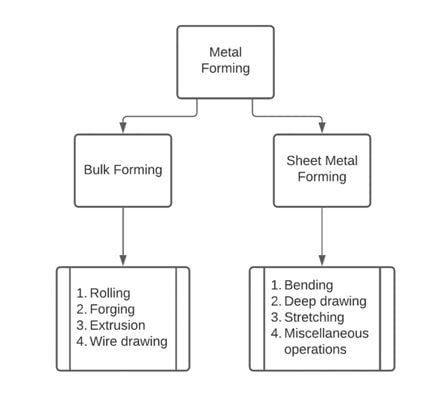 Metal
Forming
Bulk Forming
Sheet Metal
Forming
1. Rolling
2. Forging
3. Extrusion
4. Wire drawing
1. Bending
2. Deep drawing
3. Stretching
4. Miscellaneous
operations